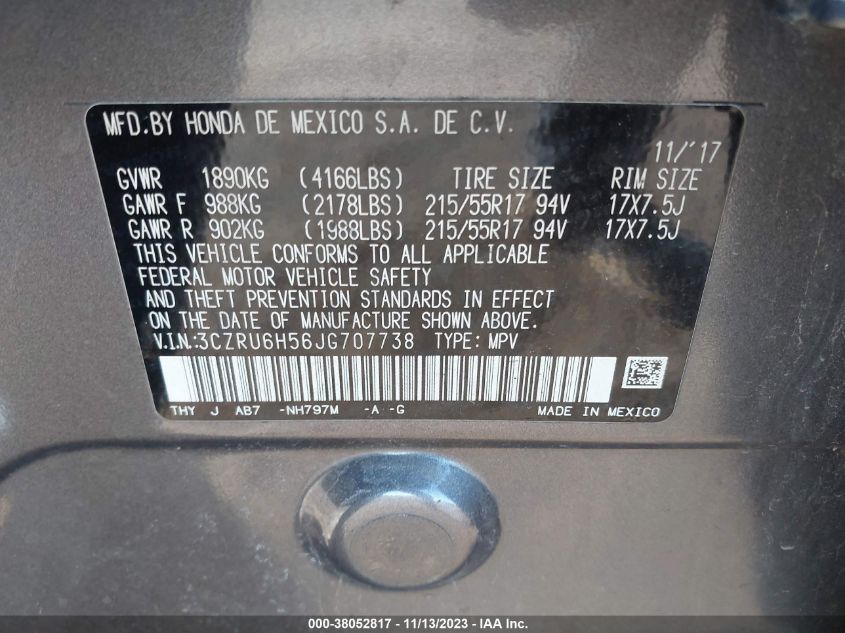 MFD.BY HONDA DE MEXICO S.A. DE C.V.
11/'17
GVWR 1890KG (4166LBS) TIRE SIZE RIM SIZE
GAWR F 988KG (2178LBS) 215/55R17 94V 17X7.5J
GAWR R 902KG (1988LBS) 215/55R17 94V 17X7.5J
THIS VEHICLE CONFORMS TO ALL APPLICABLE
FEDERAL MOTOR VEHICLE SAFETY
AND THEFT PREVENTION STANDARDS IN EFFECT
ON THE DATE OF MANUFACTURE SHOWN ABOVE.
V.I.N.:3CZRU6H56JG707738 TYPE: MPV
THY J AB7 -NH797M -A -G MADE IN MEXICO
000-38052817 - 11/13/2023 - IAA Inc.